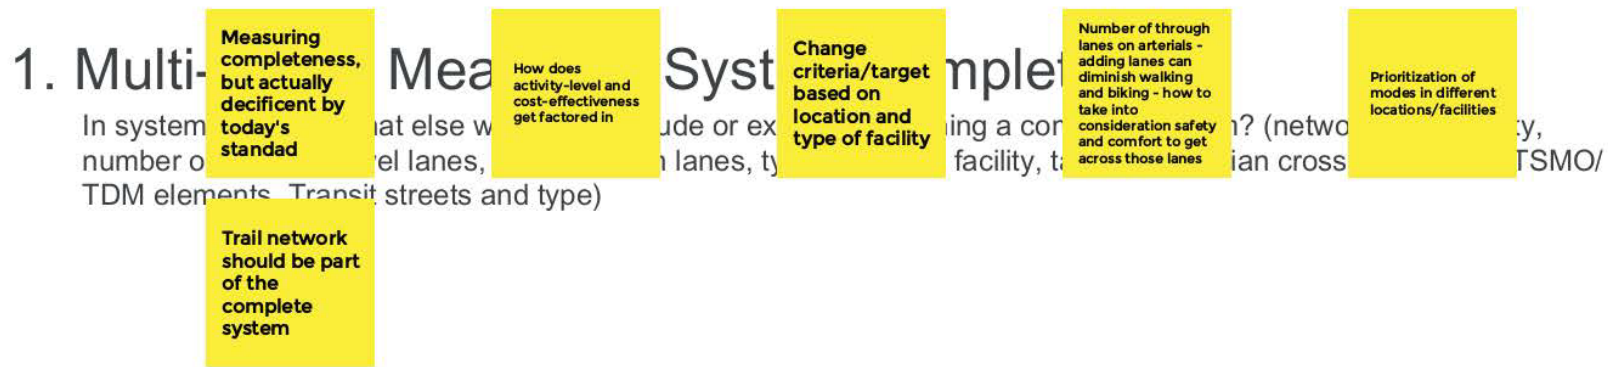 1. Multi- Mea Syst mplet
In system at else w ude or ex ing a cor n? (netwo y,
number o el lanes, lanes, ty facility, ta ian cross TSMO/
TDM elements, Transit streets and type)
Measuring
completeness,
but actually
decificent by
today's
standad
How does
activity-level and
cost-effectiveness
get factored in
Change
criteria/target
based on
location and
type of facility
Number of through
lanes on arterials -
adding lanes can
diminish walking
and biking - how to
take into
consideration safety
and comfort to get
across those lanes
Prioritization of
modes in different
locations/facilities
Trail network
should be part
of the
complete
system